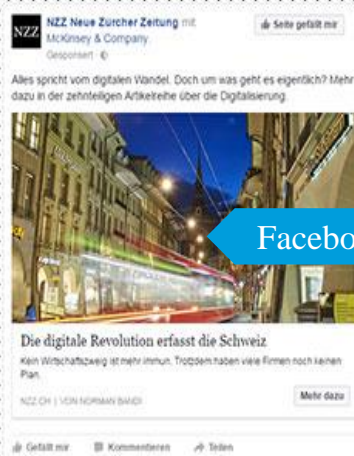 NZZ
NZZ Neue Zürcher Zeitung mit
McKinsey & Company.
Gesponsert
Seite gefällt mir
Alles spricht vom digitalen Wandel. Doch um was geht es eigentlich? Mehr
dazu in der zehnteiligen Artikelreihe über die Digitalisierung.
Facebo
Die digitale Revolution erfasst die Schweiz
Kein Wirtschaftszweig ist mehr immun. Trotzdem haben viele Firmen noch keinen
Plan.
NZZ.CH | VON NORMAN BANDI
Mehr dazu
Gefällt mir
Kommentieren
Teilen